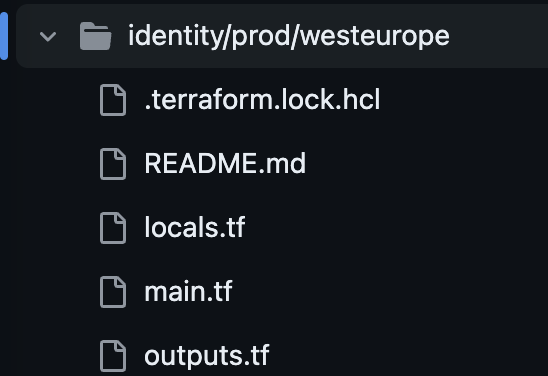 identity/prod/westeurope
.terraform.lock.hcl
README.md
locals.tf
main.tf
outputs.tf